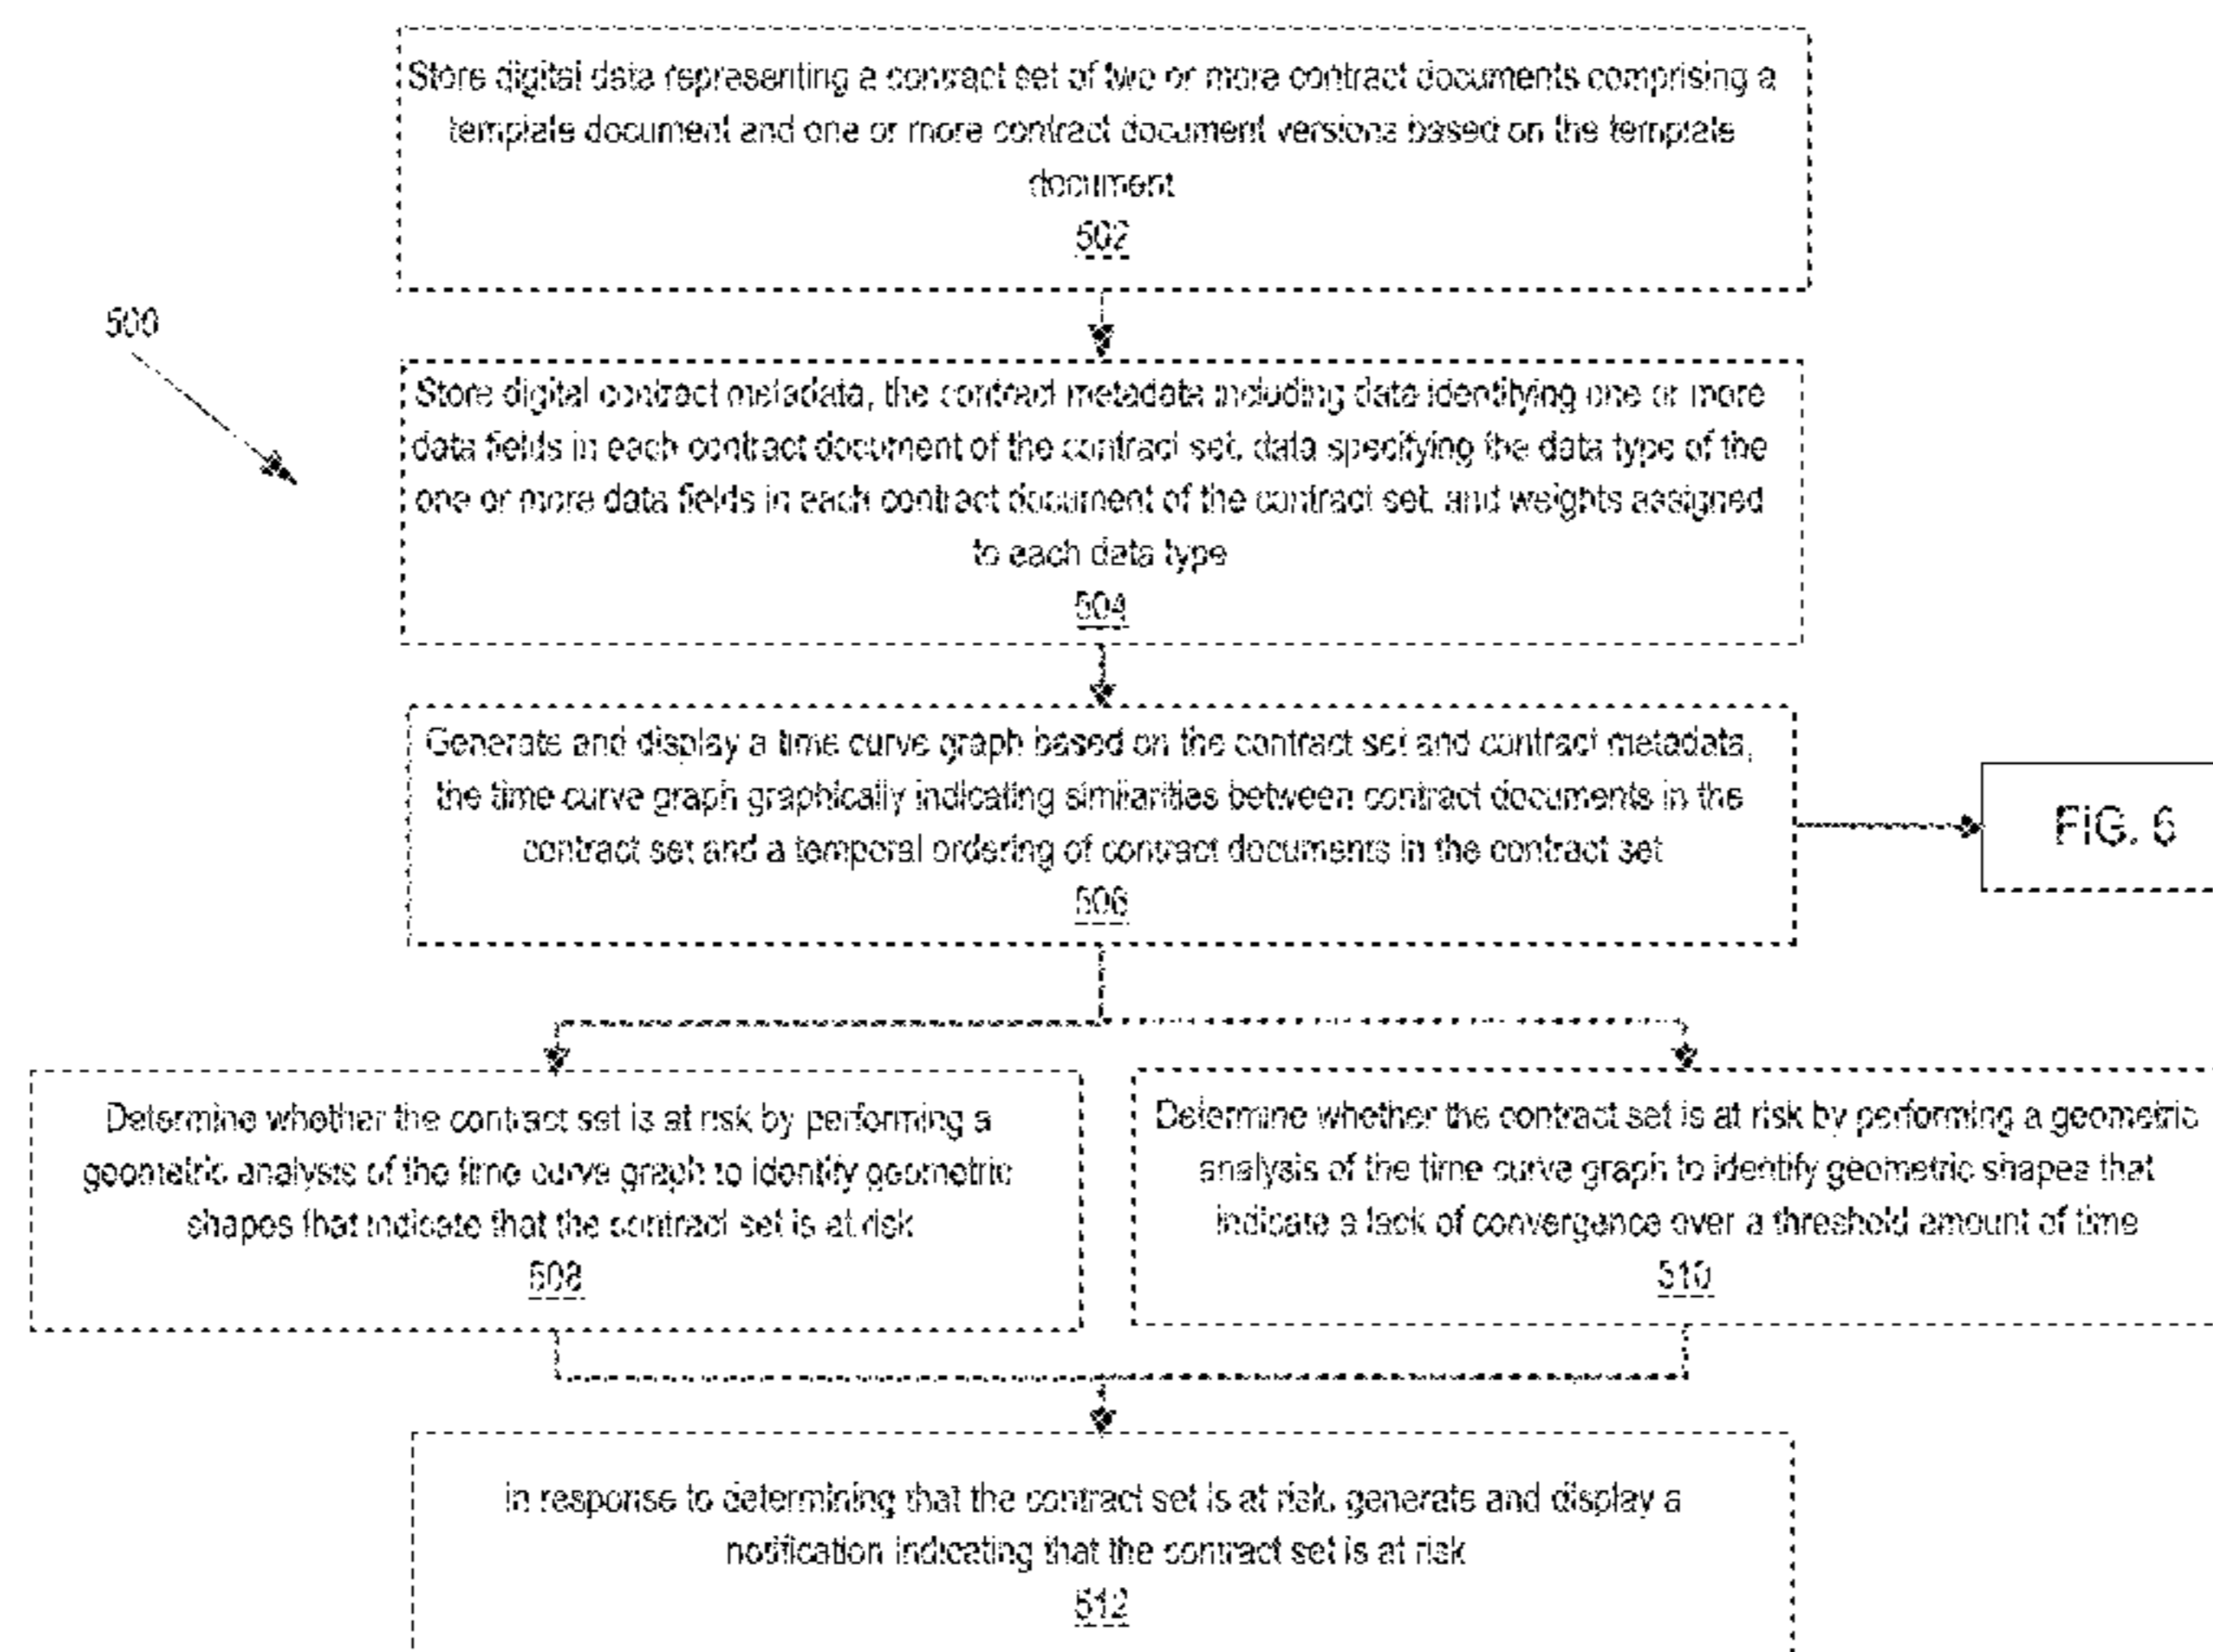 Store digital data representing a contract set of two or more contract documents comprising a
template document and one or more contract document versions based on the template
document
502
500
Store digital contract metadata, the contract metadata including data identifying one or more
data fields in each contract document of the contract set, data specifying the data type of the
one or more data fields in each contract document of the contract set, and weights assigned
to each data type
504
Generate and display a time curve graph based on the contract set and contract metadata,
the time curve graph graphically indicating similarities between contract documents in the
contract set and a temporal ordering of contract documents in the contract set
506
FIG. 6
Determine whether the contract set is at risk by performing a
geometric analysis of the time curve graph to identify geometric
shapes that indicate that the contract set is at risk
508
Determine whether the contract set is at risk by performing a geometric
analysis of the time curve graph to identify geometric shapes that
indicate a lack of convergence over a threshold amount of time
510
In response to determining that the contract set is at risk, generate and display a
notification indicating that the contract set is at risk
512